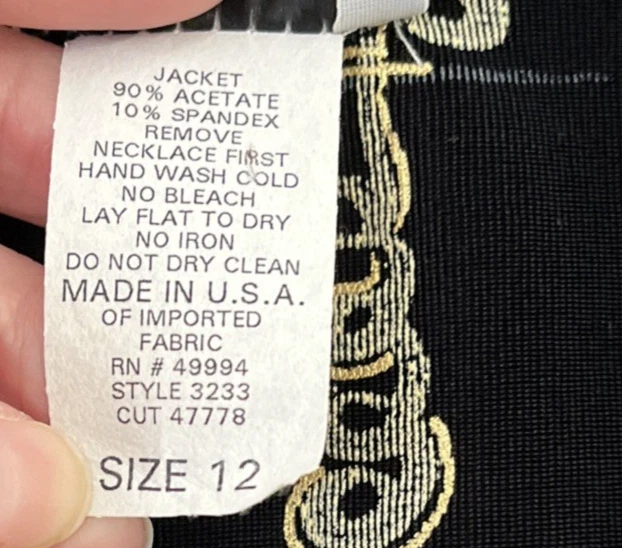 JACKET
90% ACETATE
10% SPANDEX
REMOVE
NECKLACE FIRST
HAND WASH COLD
NO BLEACH
LAY FLAT TO DRY
NO IRON
DO NOT DRY CLEAN
MADE IN U.S.A.
OF IMPORTED
FABRIC
RN # 49994
STYLE 3233
CUT 47778
SIZE 12